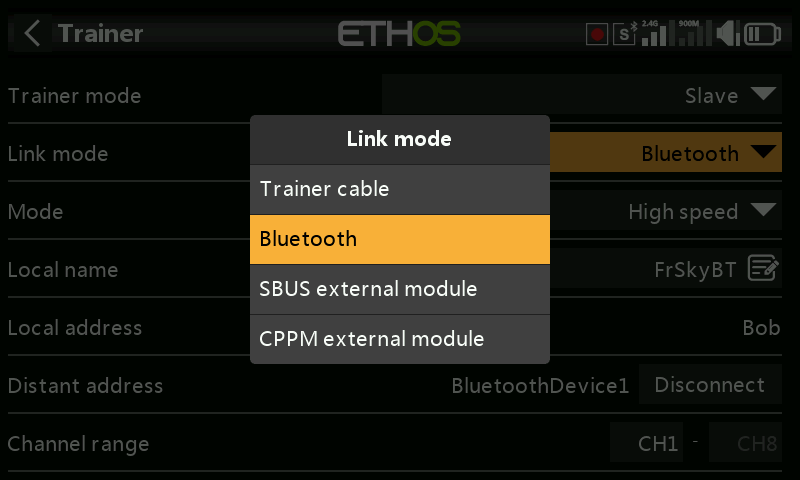 Trainer
ETHOS
S
2.4G
900M
Trainer mode
Slave
Link mode
Link mode
Bluetooth
Trainer cable
Mode
High speed
Bluetooth
Local name
FrSkyBT
SBUS external module
Local address
Bob
CPPM external module
Distant address
BluetoothDevice1
Disconnect
Channel range
CH1 - CH8